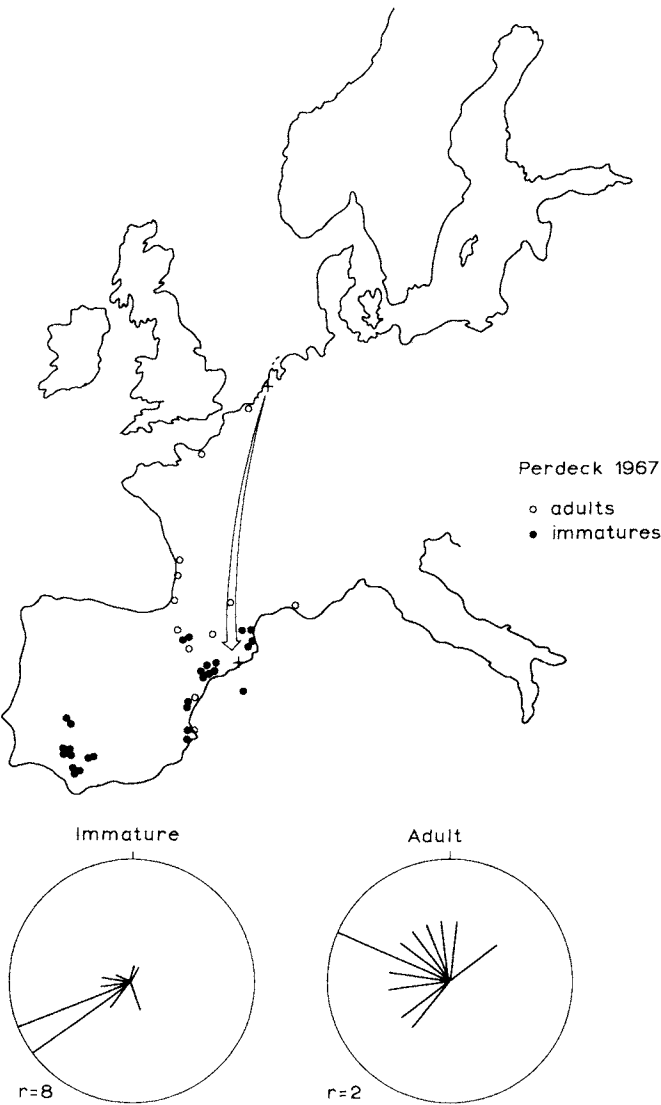 Perdeck 1967
adults
immatures
Immature
Adult
r=8
r=2